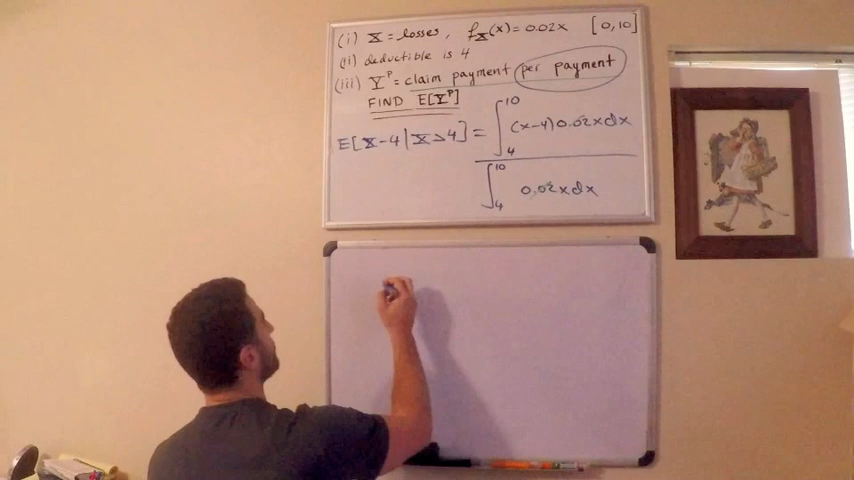 (i) X = losses, f_X(x) = 0.02x [0,10]
(ii) deductible is 4
(iii) Y^P = claim payment per payment
FIND E[Y^P]
E[X-4|X>4] = ∫_4^10 (x-4) 0.02x dx
∫_4^10 0.02x dx